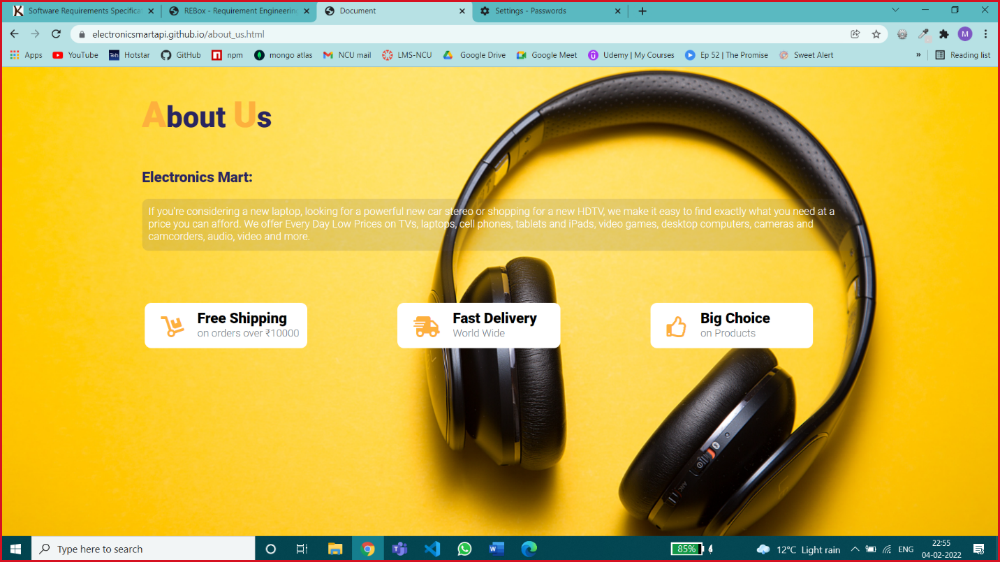 Software Requirements Specificat
REBox - Requirement Engineering
Document
Settings - Passwords
electronicsmartapi.github.io/about_us.html
M
Apps
YouTube
Hotstar
GitHub
npm
mongo atlas
NCU mail
LMS-NCU
Google Drive
Google Meet
Udemy | My Courses
Ep 52 | The Promise
Sweet Alert
»
Reading list
About Us
Electronics Mart:
If you're considering a new laptop, looking for a powerful new car stereo or shopping for a new HDTV, we make it easy to find exactly what you need at a
price you can afford. We offer Every Day Low Prices on TVs, laptops, cell phones, tablets and iPads, video games, desktop computers, cameras and
camcorders, audio, video and more.
Free Shipping
on orders over ₹10000
Fast Delivery
World Wide
Big Choice
on Products
ANC
Type here to search
85%
12°C Light rain
ENG
22:55
04-02-2022